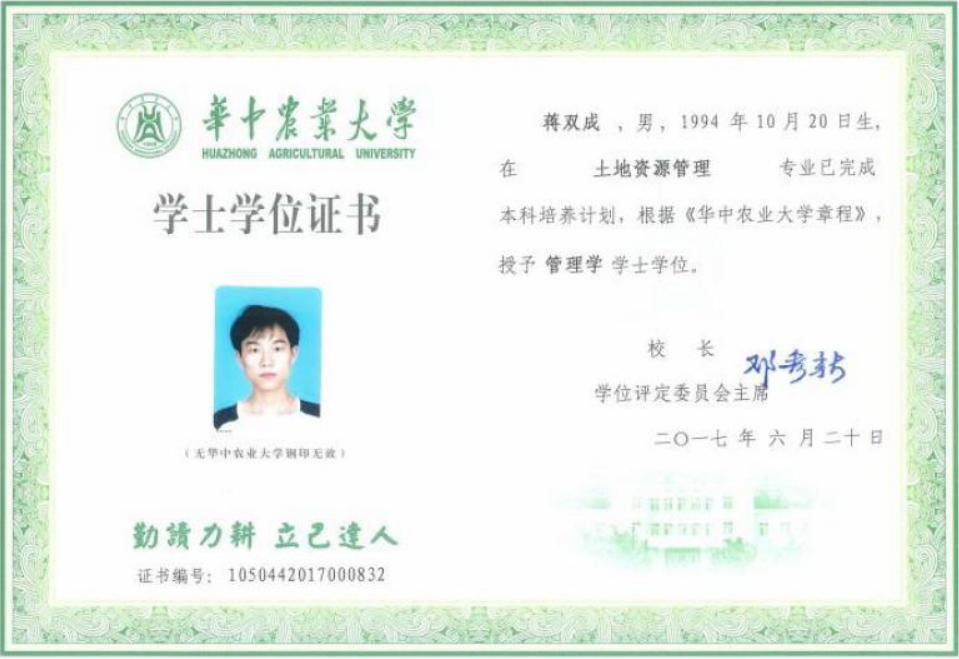 華中農業大学
HUAZHONG AGRICULTURAL UNIVERSITY
学士学位证书
（无华中农业大学钢印无效）
勤讀力耕 立己達人
证书编号： 1050442017000832
蒋双成 ，男，1994 年 10 月 20 日生，
在 土地资源管理 专业已完成
本科培养计划，根据《华中农业大学章程》，
授予 管理学 学士学位。
校 长
邓秀新
学位评定委员会主席
二〇一七 年 六 月 二十 日